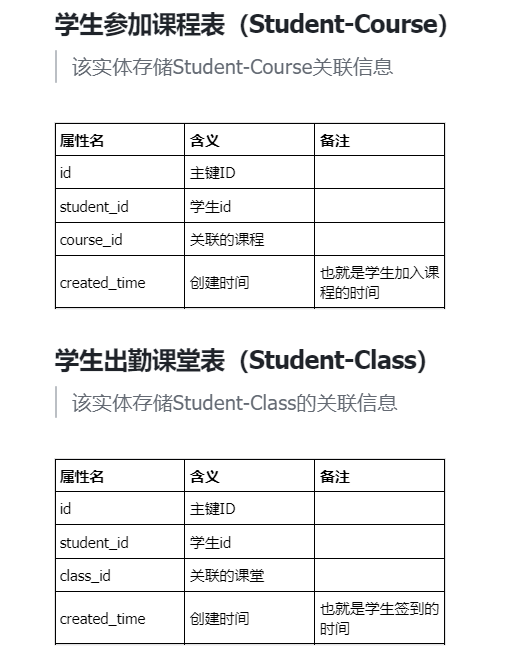 学生参加课程表（Student-Course）
该实体存储Student-Course关联信息
属性名 含义 备注
id 主键ID
student_id 学生id
course_id 关联的课程
created_time 创建时间 也就是学生加入课
程的时间
学生出勤课堂表（Student-Class）
该实体存储Student-Class的关联信息
属性名 含义 备注
id 主键ID
student_id 学生id
class_id 关联的课堂
created_time 创建时间 也就是学生签到的
时间